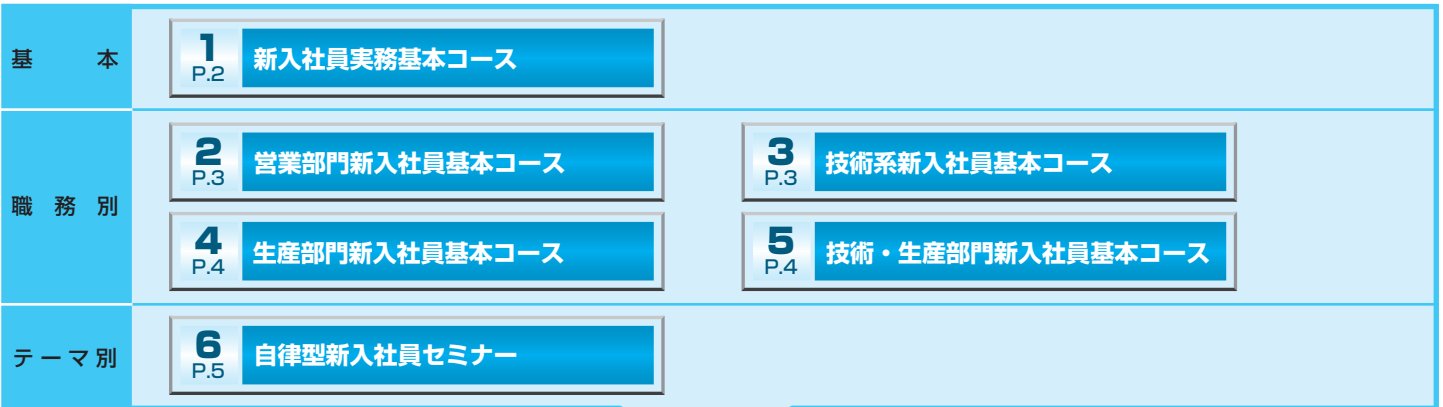 基本
1
P.2
新入社員実務基本コース
職務別
2
P.3
営業部門新入社員基本コース
3
P.3
技術系新入社員基本コース
4
P.4
生産部門新入社員基本コース
5
P.4
技術・生産部門新入社員基本コース
テーマ別
6
P.5
自律型新入社員セミナー